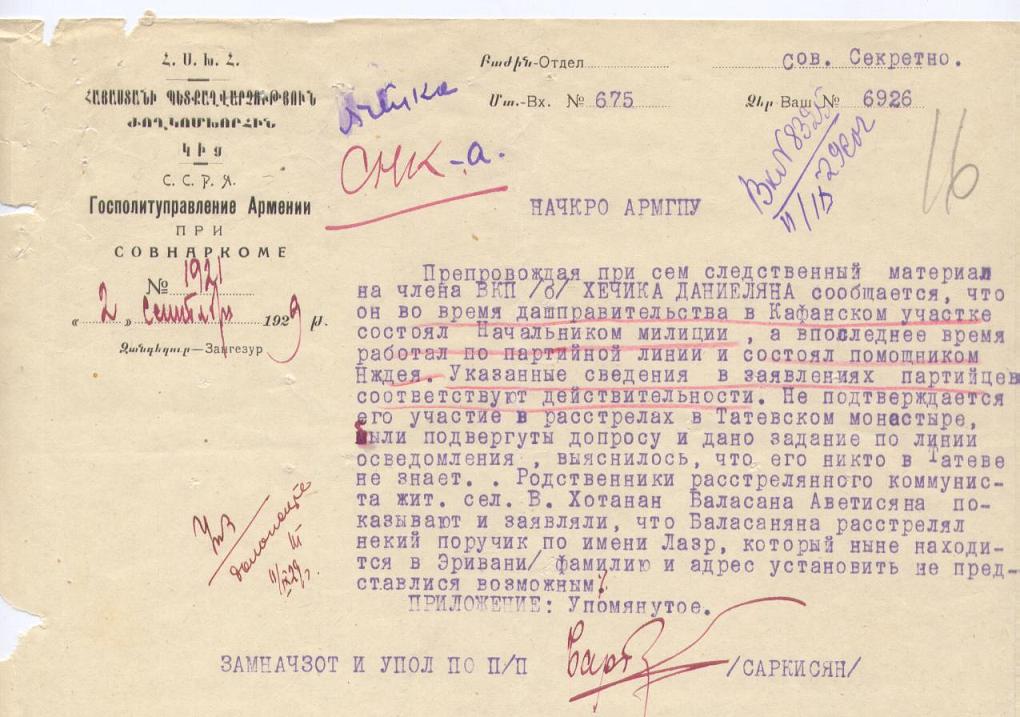 Հ. Ս. Խ. Հ.
ՀԱՅԱՍՏԱՆԻ ՊԵՏՔԱՂՎԱՐՉՈՒԹՅՈՒՆ
ԺՈՂԿՈՄԽՈՐՀԻՆ
ԿԻՑ
С. С. Р. А.
Госполитуправление Армении
ПРИ
СОВНАРКОМЕ
№ 1921
« 2 » сентябр 1929 թ.
Զանգեզուր—Зангезур
Բաժին-Отдел
Сов. Секретно.
Մտ.-Вх. № 675
Ձեր-Ваш № 6926
СНК-а.
Вх N 8325
16
НАЧКРО АРМГПУ
Препровождая при сем следственный материал
на члена ВКП /б/ ХЕЧИКА ДАНИЕЛЯНА сообщается, что
он во время дашправительства в Кафанском участке
состоял Начальником милиции , а впоследнее время
работал по партийной линии и состоял помощником
Нждея. Указанные сведения в заявлениях партийцев
соответствуют действительности. Не подтверждается
его участие в расстрелах в Татевском монастыре,
были подвергуты допросу и дано задание по линии
осведомления , выяснилось, что его никто в Татеве
не знает. . Родственники расстрелянного коммунис-
та жит. сел. В. Хотанан Баласана Аветисяна по-
казывают и заявляли, что Баласаняна расстрелял
некий поручик по имени Лазр, который ныне находи-
тся в Эривани/ фамилию и адрес установить не пред-
ставлися возможным/.
ПРИЛОЖЕНИЕ: Упомянутое.
ЗАМНАЧЗОТ И УПОЛ ПО П/П
/САРКИСЯН/